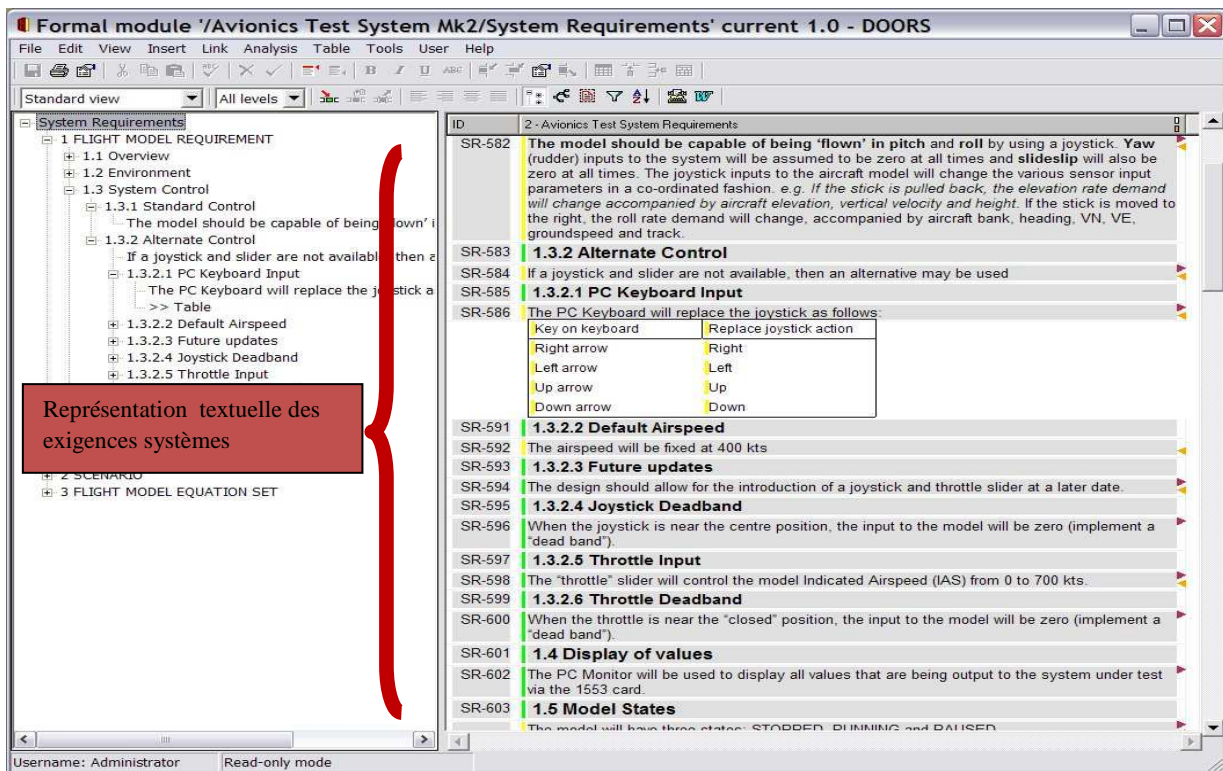 Formal module '/Avionics Test System Mk2/System Requirements' current 1.0 - DOORS
File Edit View Insert Link Analysis Table Tools User Help
Standard view All levels
System Requirements
1 FLIGHT MODEL REQUIREMENT
1.1 Overview
1.2 Environment
1.3 System Control
1.3.1 Standard Control
The model should be capable of being 'flown' i
1.3.2 Alternate Control
If a joystick and slider are not available then a
1.3.2.1 PC Keyboard Input
The PC Keyboard will replace the joystick a
>> Table
1.3.2.2 Default Airspeed
1.3.2.3 Future updates
1.3.2.4 Joystick Deadband
1.3.2.5 Throttle Input
Représentation textuelle des
exigences systèmes
2 SCENARIO
3 FLIGHT MODEL EQUATION SET
ID 2 - Avionics Test System Requirements
SR-582 The model should be capable of being 'flown' in pitch and roll by using a joystick. Yaw
(rudder) inputs to the system will be assumed to be zero at all times and slideslip will also be
zero at all times. The joystick inputs to the aircraft model will change the various sensor input
parameters in a co-ordinated fashion. e.g. If the stick is pulled back, the elevation rate demand
will change accompanied by aircraft elevation, vertical velocity and height. If the stick is moved to
the right, the roll rate demand will change, accompanied by aircraft bank, heading, VN, VE,
groundspeed and track.
SR-583 1.3.2 Alternate Control
SR-584 If a joystick and slider are not available, then an alternative may be used
SR-585 1.3.2.1 PC Keyboard Input
SR-586 The PC Keyboard will replace the joystick as follows:
Key on keyboard Replace joystick action
Right arrow Right
Left arrow Left
Up arrow Up
Down arrow Down
SR-591 1.3.2.2 Default Airspeed
SR-592 The airspeed will be fixed at 400 kts
SR-593 1.3.2.3 Future updates
SR-594 The design should allow for the introduction of a joystick and throttle slider at a later date.
SR-595 1.3.2.4 Joystick Deadband
SR-596 When the joystick is near the centre position, the input to the model will be zero (implement a
"dead band").
SR-597 1.3.2.5 Throttle Input
SR-598 The "throttle" slider will control the model Indicated Airspeed (IAS) from 0 to 700 kts.
SR-599 1.3.2.6 Throttle Deadband
SR-600 When the throttle is near the "closed" position, the input to the model will be zero (implement a
"dead band").
SR-601 1.4 Display of values
SR-602 The PC Monitor will be used to display all values that are being output to the system under test
via the 1553 card.
SR-603 1.5 Model States
The model will have three states: STOPPED, RUNNING and PAUSED
Username: Administrator Read-only mode